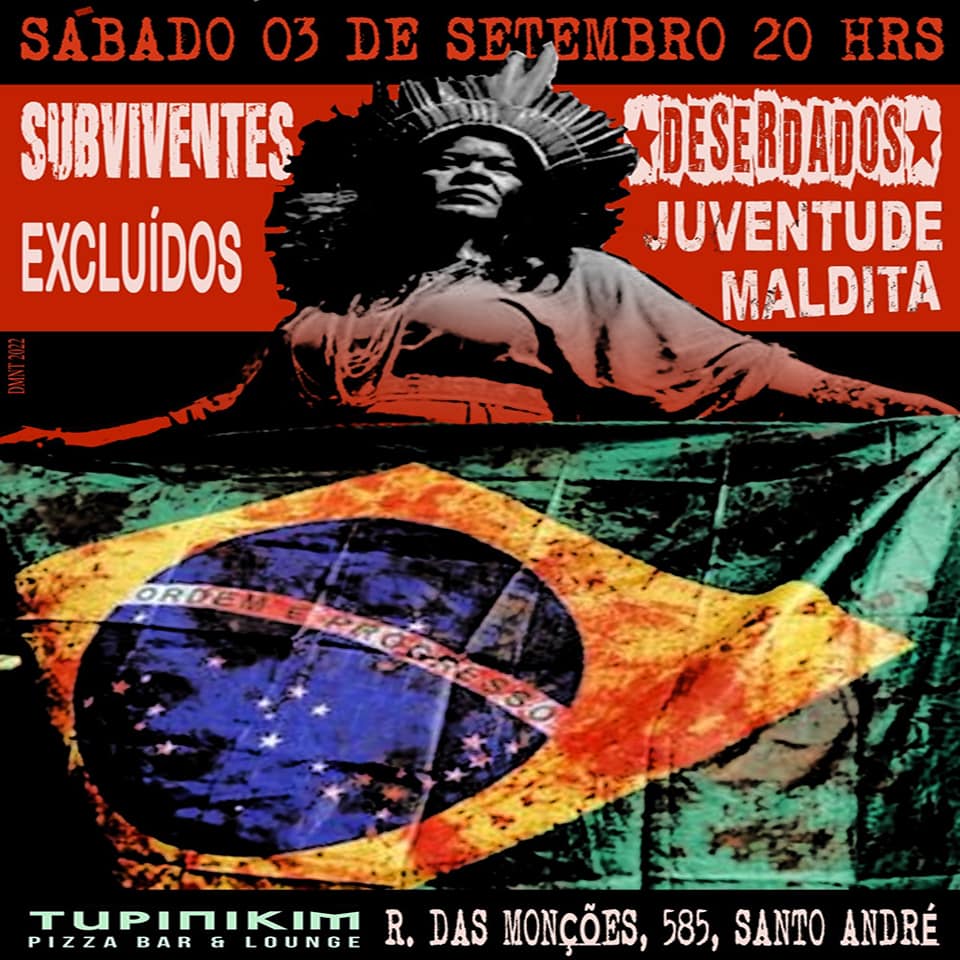 SÁBADO 03 DE SETEMBRO 20 HRS
SUBVIVENTES
EXCLUÍDOS
DESERDADOS
JUVENTUDE
MALDITA
DMNT 2022
ORDEM E PROGRESSO
TUPINIKIM
PIZZA BAR & LOUNGE
R. DAS MONÇÕES, 585, SANTO ANDRÉ